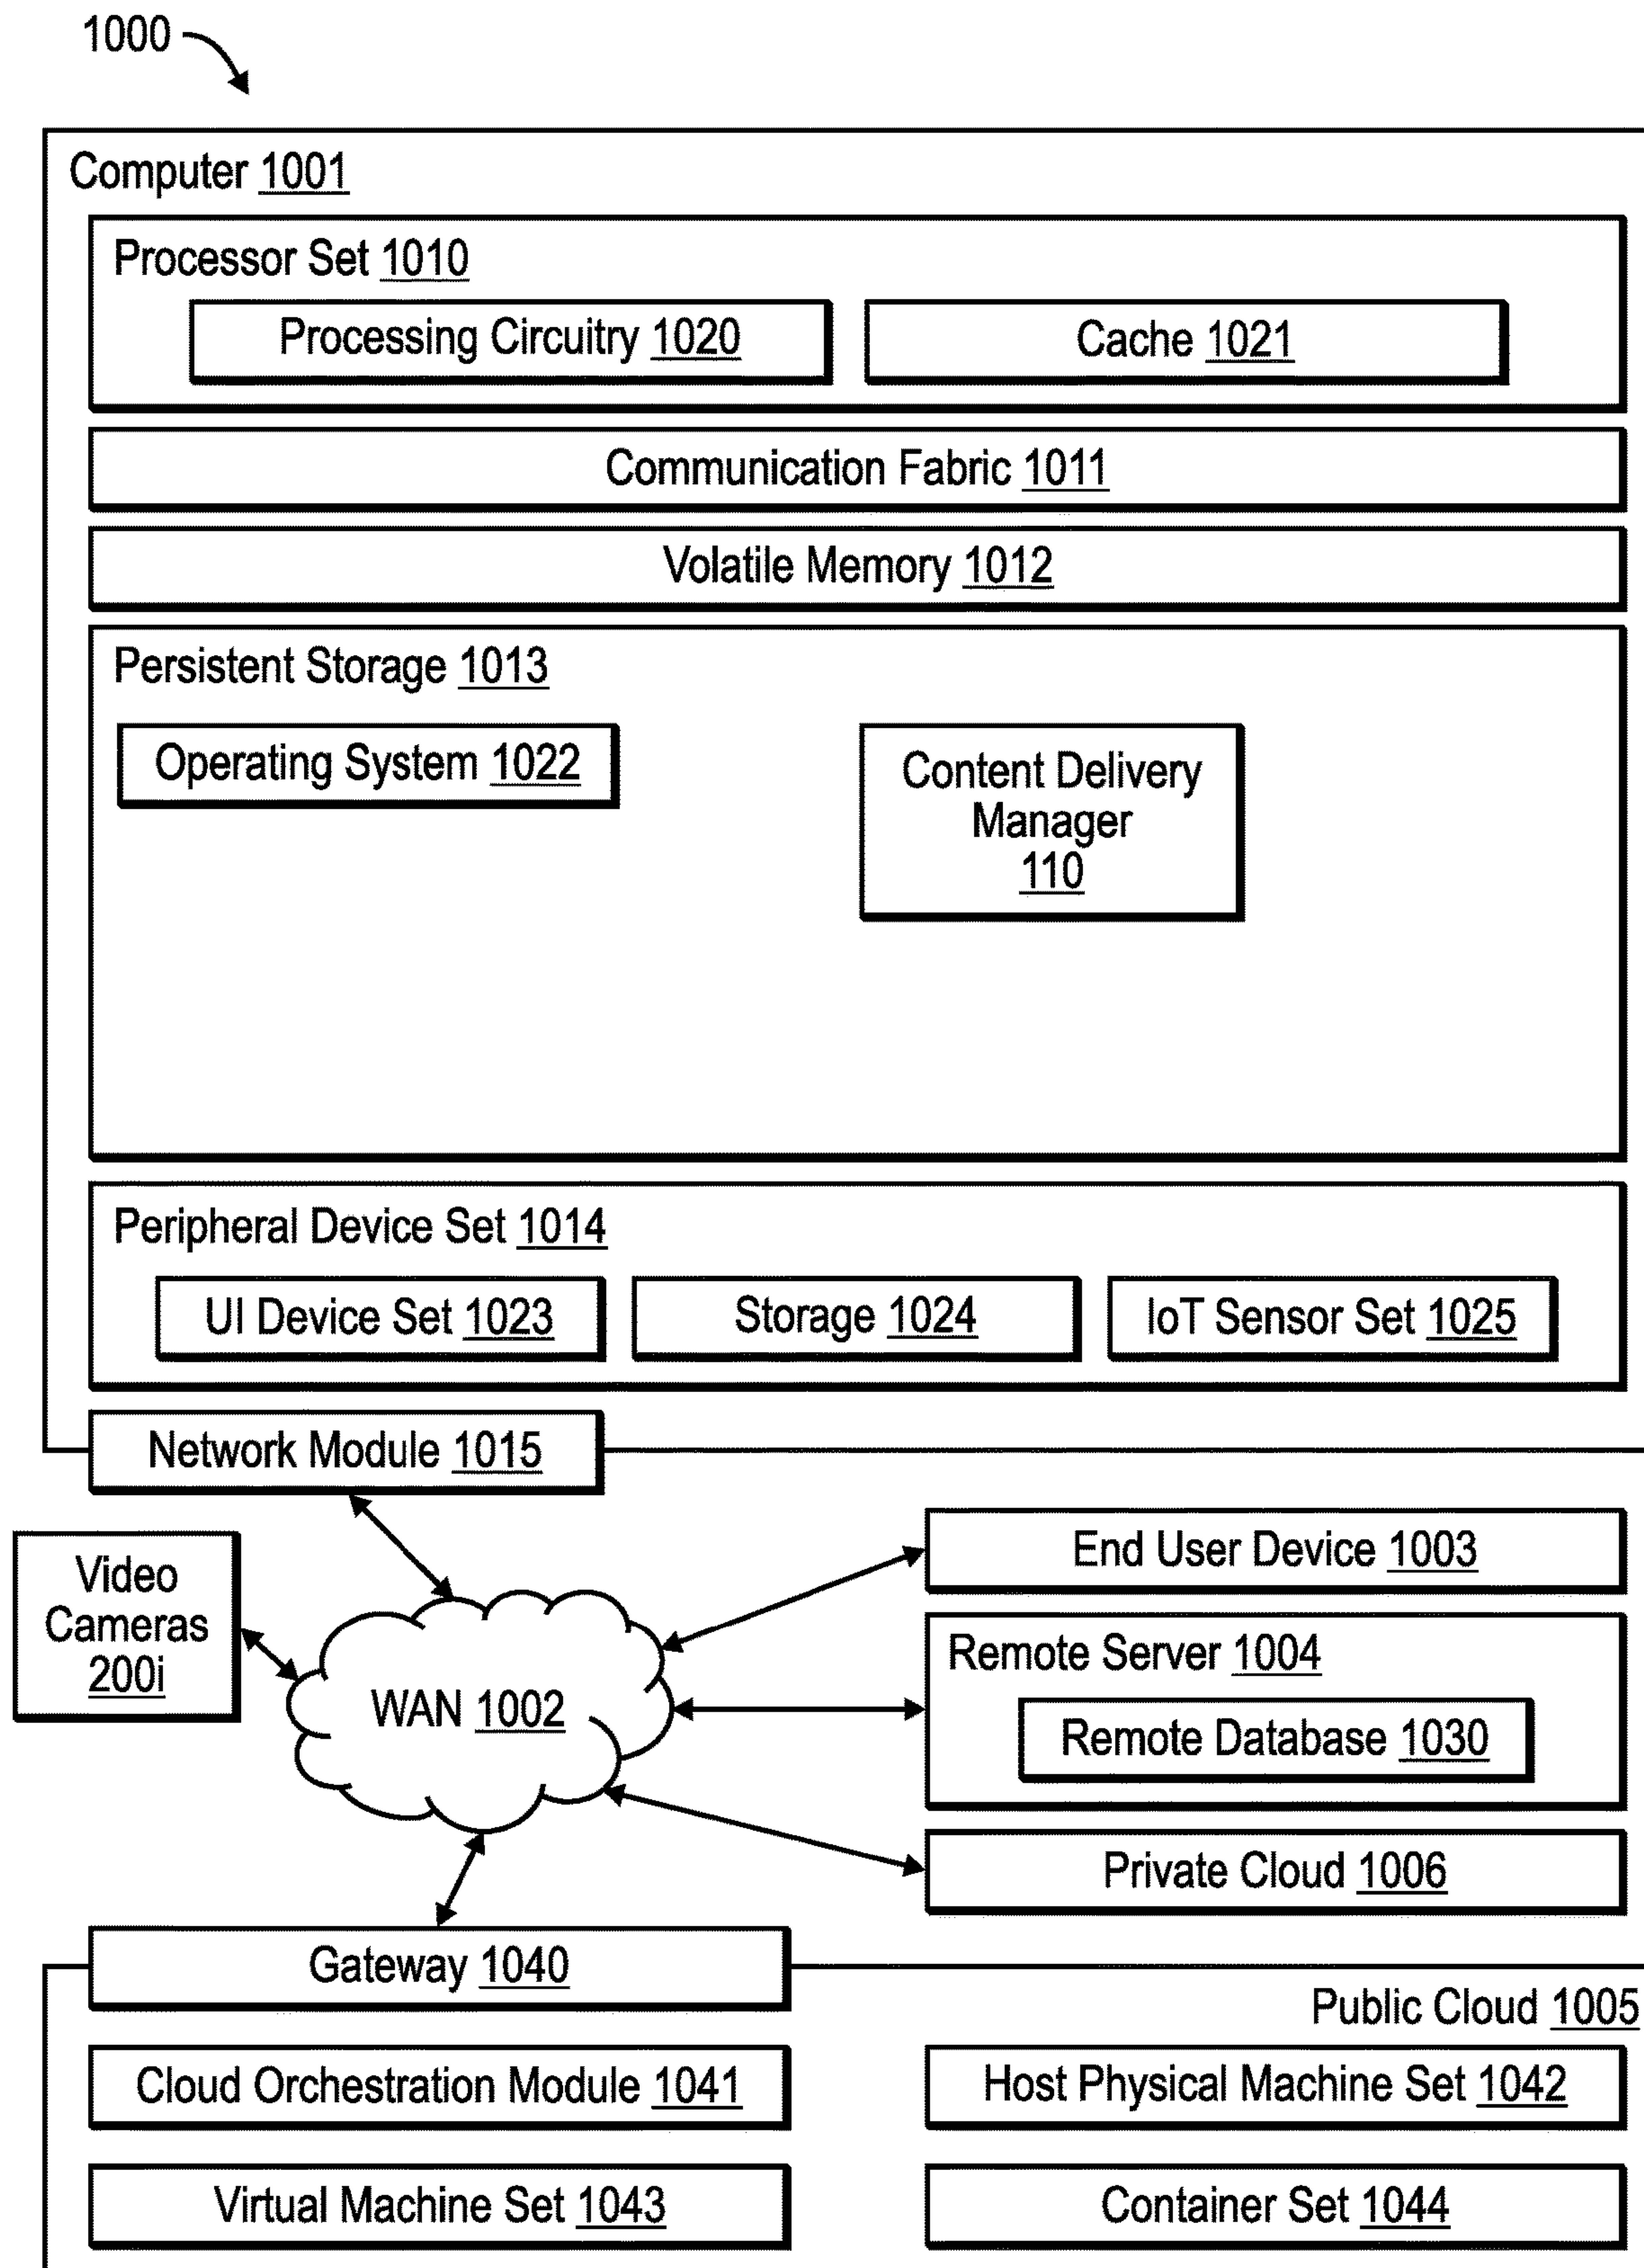 1000
Computer 1001
Processor Set 1010
Processing Circuitry 1020
Cache 1021
Communication Fabric 1011
Volatile Memory 1012
Persistent Storage 1013
Operating System 1022
Content Delivery
Manager
110
Peripheral Device Set 1014
UI Device Set 1023
Storage 1024
IoT Sensor Set 1025
Network Module 1015
Video
Cameras
200i
WAN 1002
End User Device 1003
Remote Server 1004
Remote Database 1030
Private Cloud 1006
Gateway 1040
Public Cloud 1005
Cloud Orchestration Module 1041
Host Physical Machine Set 1042
Virtual Machine Set 1043
Container Set 1044